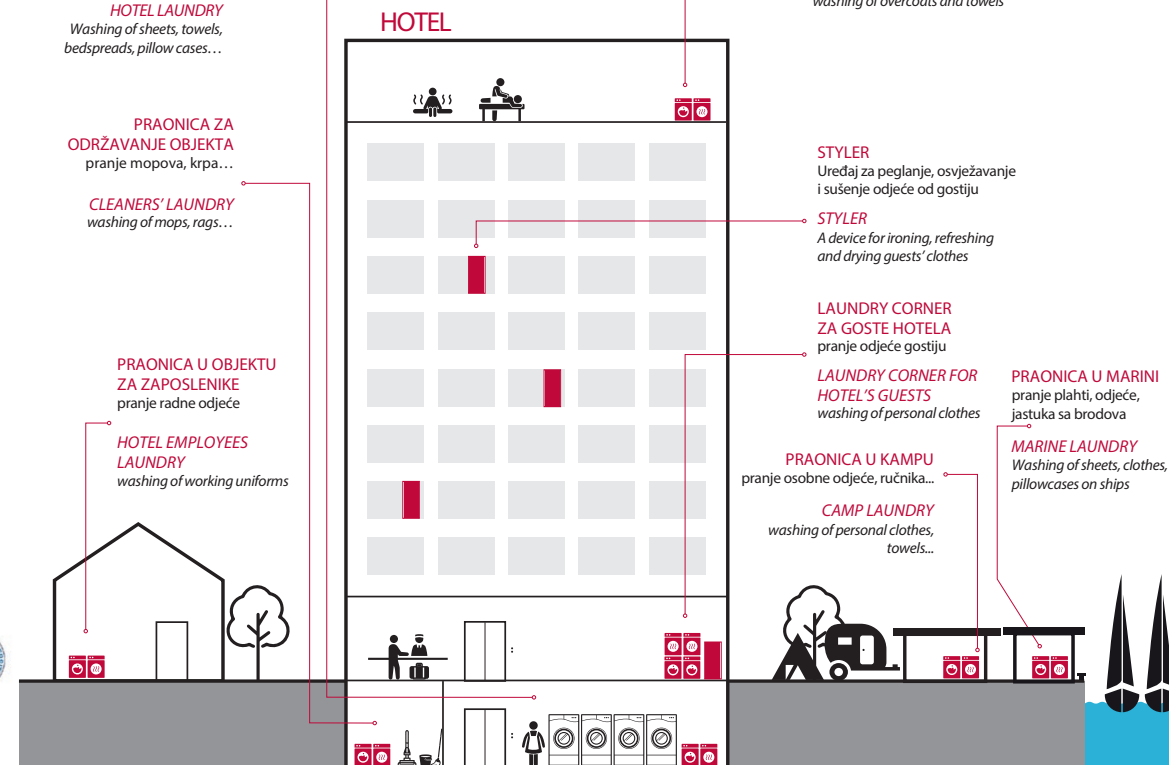 HOTEL LAUNDRY
Washing of sheets, towels,
bedspreads, pillow cases…
HOTEL
washing of overcoats and towels
PRAONICA ZA
ODRŽAVANJE OBJEKTA
pranje mopova, krpa…
CLEANERS’ LAUNDRY
washing of mops, rags…
STYLER
Uređaj za peglanje, osvježavanje
i sušenje odjeće od gostiju
STYLER
A device for ironing, refreshing
and drying guests’ clothes
LAUNDRY CORNER
ZA GOSTE HOTELA
pranje odjeće gostiju
LAUNDRY CORNER FOR
HOTEL’S GUESTS
washing of personal clothes
PRAONICA U OBJEKTU
ZA ZAPOSLENIKE
pranje radne odjeće
HOTEL EMPLOYEES
LAUNDRY
washing of working uniforms
PRAONICA U MARINI
pranje plahti, odjeće,
jastuka sa brodova
MARINE LAUNDRY
Washing of sheets, clothes,
pillowcases on ships
PRAONICA U KAMPU
pranje osobne odjeće, ručnika...
CAMP LAUNDRY
washing of personal clothes,
towels...